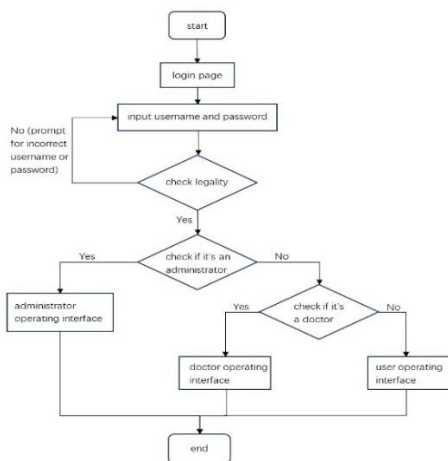 start
login page
input username and password
No (prompt
for incorrect
username or
password)
check legality
Yes
Yes
check if it's an
administrator
No
administrator
operating interface
Yes
check if it's
a doctor
No
doctor operating
interface
user operating
interface
end